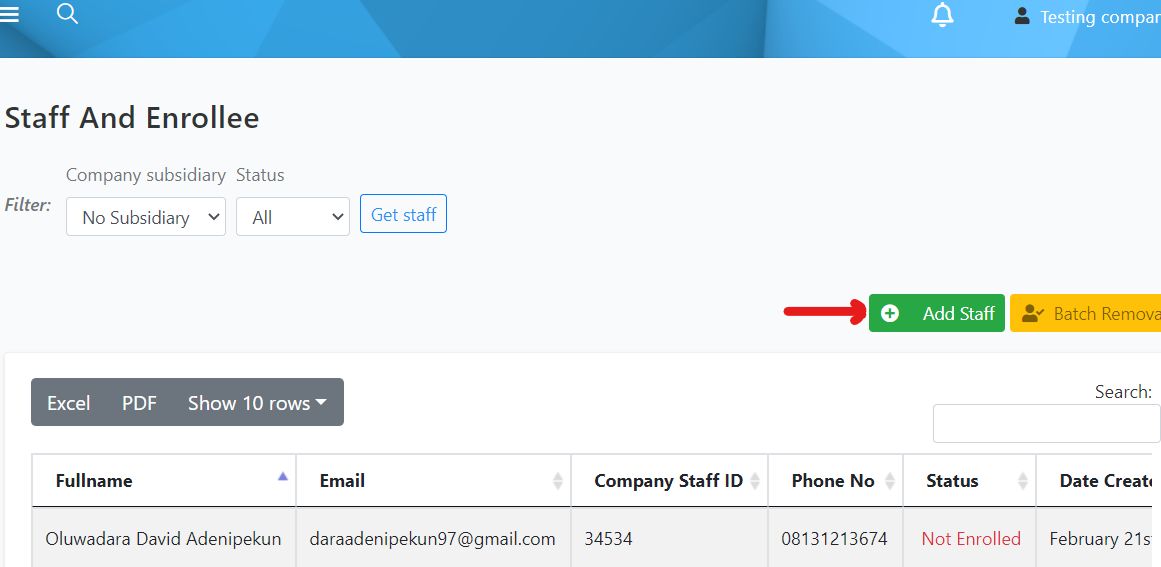 Testing compar
Staff And Enrollee
Company subsidiary Status
Filter: No Subsidiary All Get staff
Add Staff Batch Remova
Excel PDF Show 10 rows
Search:
Fullname Email Company Staff ID Phone No Status Date Create
Oluwadara David Adenipekun daraadenipekun97@gmail.com 34534 08131213674 Not Enrolled February 21s